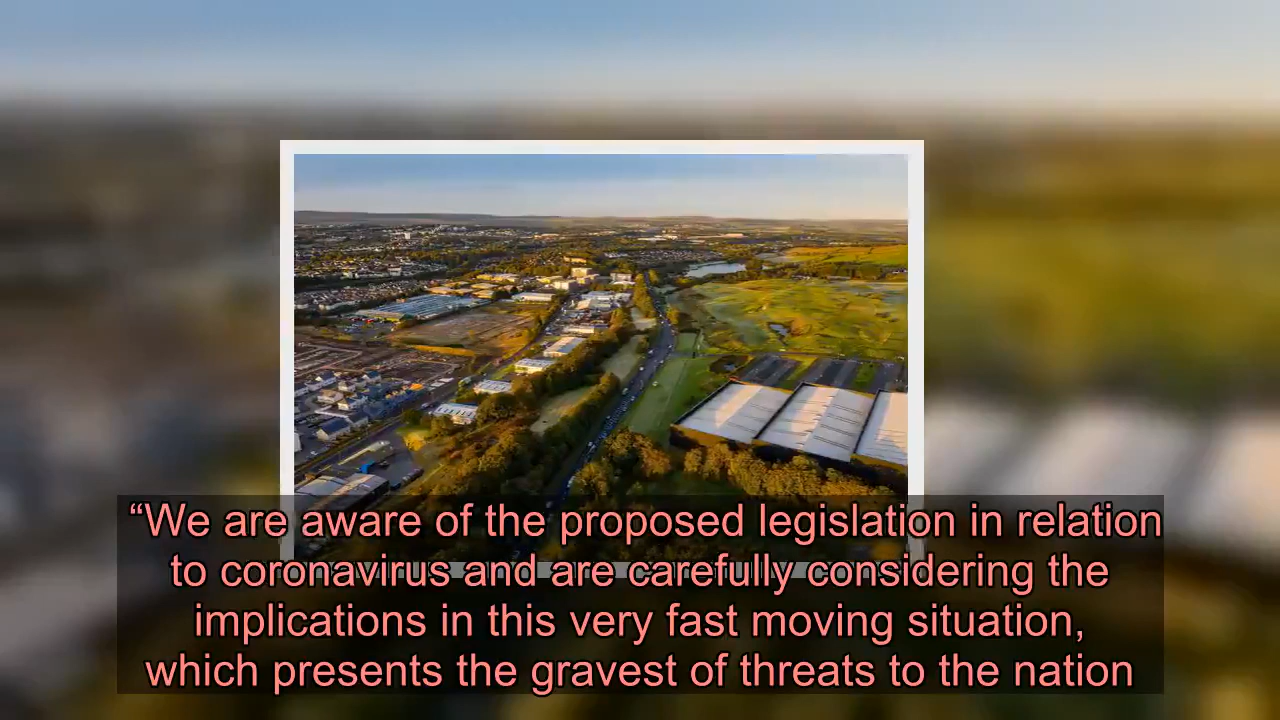 “We are aware of the proposed legislation in relation
to coronavirus and are carefully considering the
implications in this very fast moving situation,
which presents the gravest of threats to the nation